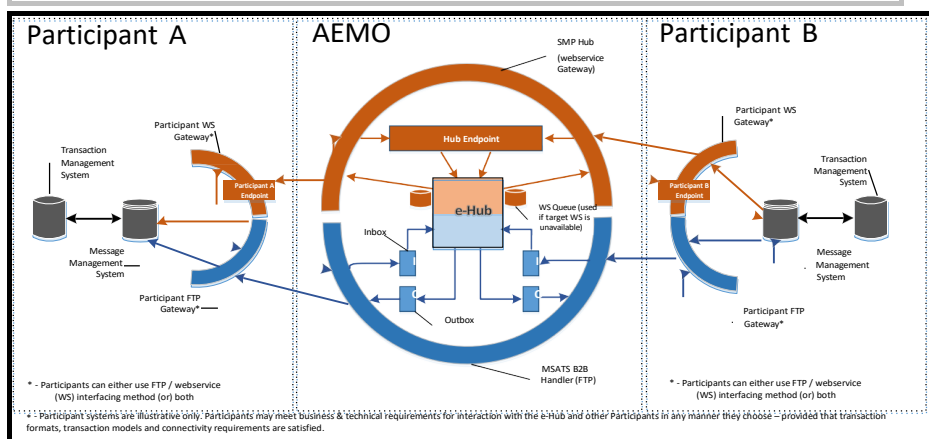 Participant A
AEMO
Participant B
SMP Hub
(webservice
Gateway)
Participant WS
Gateway*
Participant WS
Gateway*
Transaction
Management
System
Hub Endpoint
Transaction
Management
System
Participant A
Endpoint
Participant B
Endpoint
e-Hub
WS Queue (used
if target WS is
unavailable)
Inbox
I
I
Message
Management
System
Message
Management
System
O
O
Outbox
Participant FTP
Gateway*
Participant FTP
Gateway*
MSATS B2B
Handler (FTP)
* - Participants can either use FTP / webservice
(WS) interfacing method (or) both
* - Participants can either use FTP / webservice
(WS) interfacing method (or) both
* - Participant systems are illustrative only. Participants may meet business & technical requirements for interaction with the e-Hub and other Participants in any manner they choose – provided that transaction
formats, transaction models and connectivity requirements are satisfied.